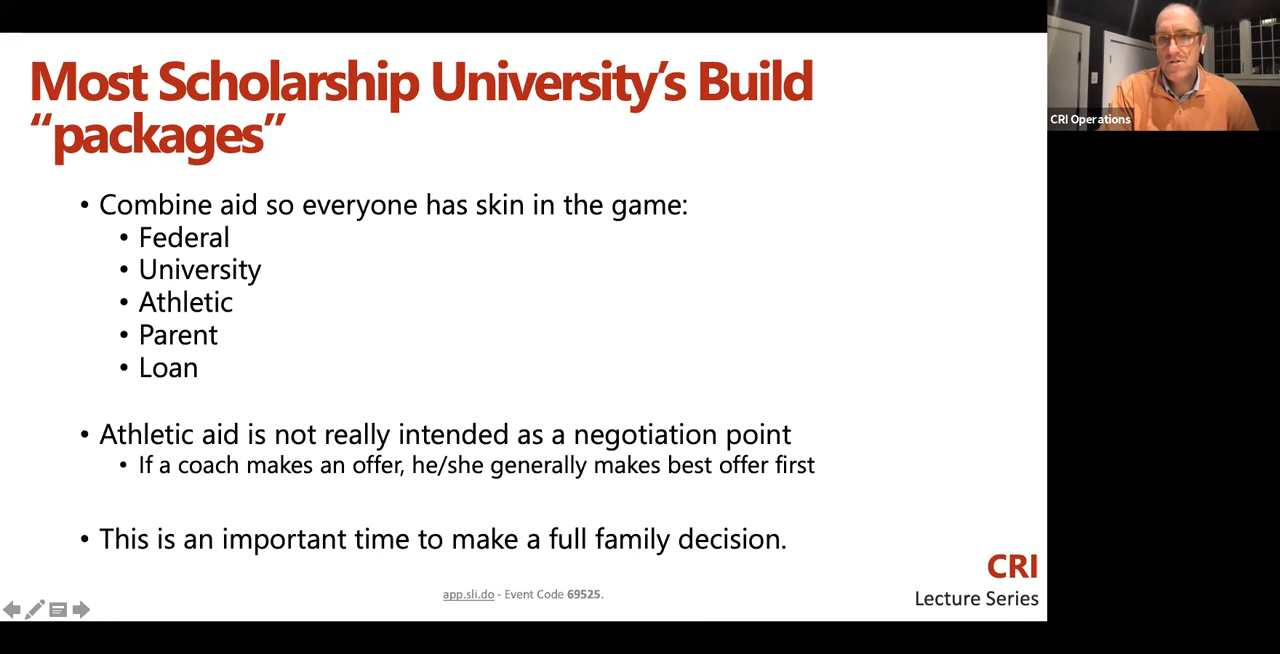 Most Scholarship University’s Build
“packages”
• Combine aid so everyone has skin in the game:
• Federal
• University
• Athletic
• Parent
• Loan
• Athletic aid is not really intended as a negotiation point
• If a coach makes an offer, he/she generally makes best offer first
• This is an important time to make a full family decision.
app.sli.do - Event Code 69525.
CRI
Lecture Series
CRI Operations